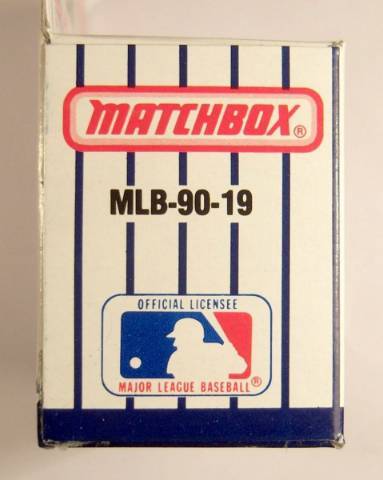 MATCHBOX®
MLB-90-19
OFFICIAL LICENSEE
MAJOR LEAGUE BASEBALL®